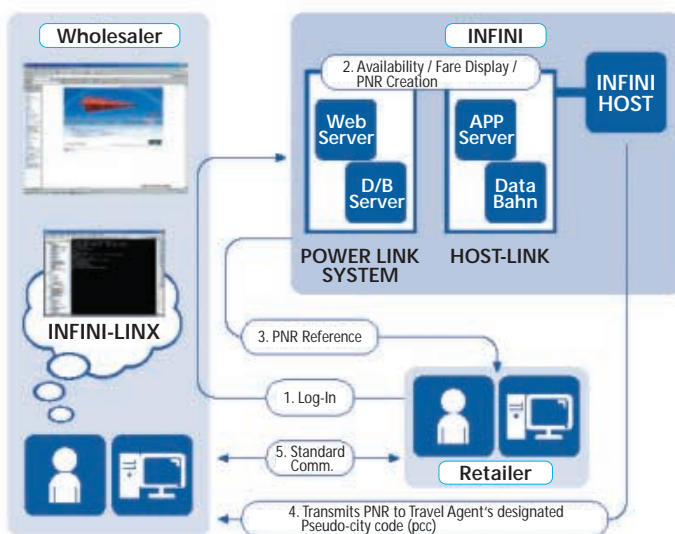 Wholesaler
INFINI
2. Availability / Fare Display /
PNR Creation
INFINI
HOST
Web
Server
D/B
Server
APP
Server
Data
Bahn
POWER LINK
SYSTEM
HOST-LINK
INFINI-LINX
3. PNR Reference
1. Log-In
5. Standard
Comm.
Retailer
4. Transmits PNR to Travel Agent's designated
Pseudo-city code (pcc)